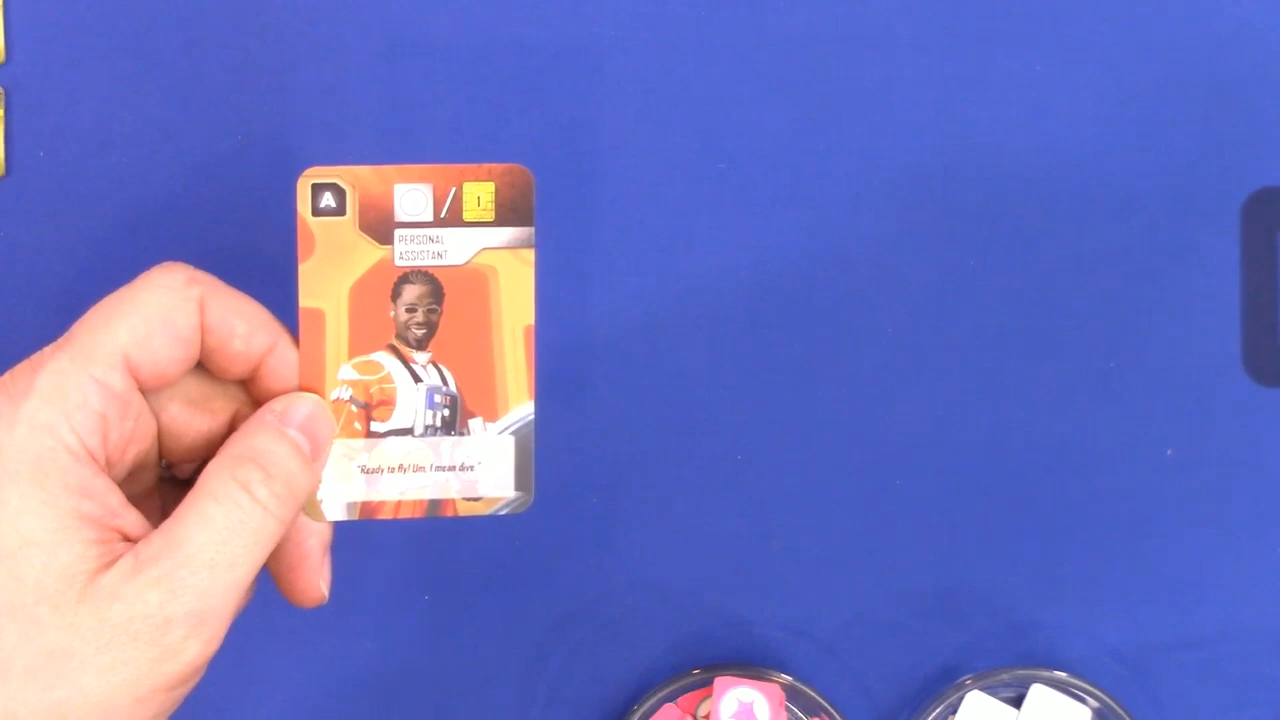 A
/ 1
PERSONAL
ASSISTANT
"Ready to fly! Um, I mean dive."